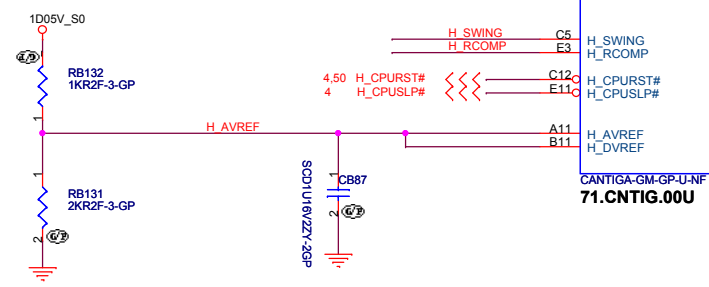 1D05V_S0
RB132
1KR2F-3-GP
1
H_SWING
C5
H_SWING
H_RCOMP
E3
H_RCOMP
4,50 H_CPURST#
C12
H_CPURST#
4 H_CPUSLP#
E11
H_CPUSLP#
H_AVREF
A11
H_AVREF
B11
H_DVREF
1
RB131
2KR2F-3-GP
2
G/P
1
CB87
SCD1U16V2ZY-2GP
2
G/P
CANTIGA-GM-GP-U-NF
71.CNTIG.00U